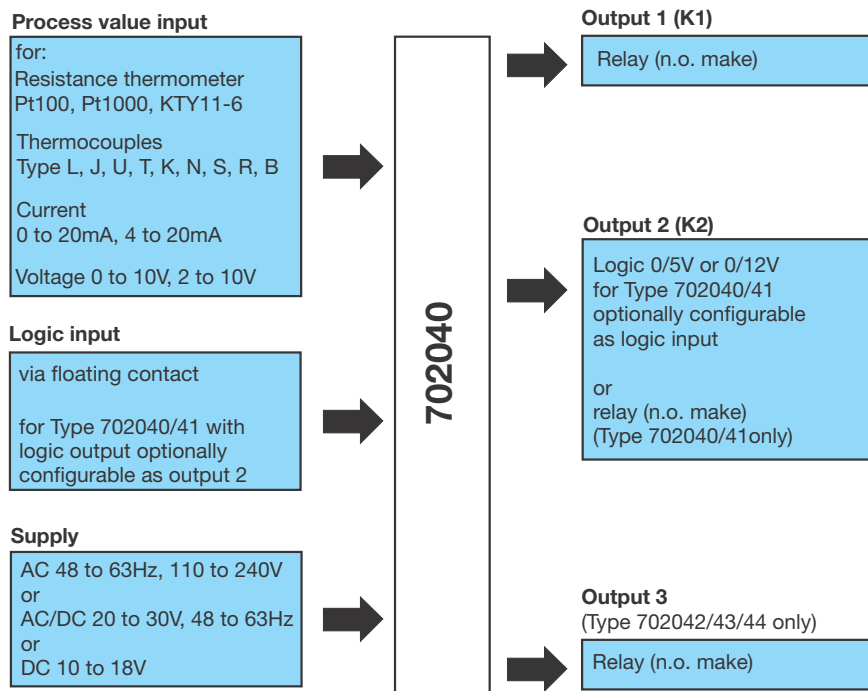 Process value input
for:
Resistance thermometer
Pt100, Pt1000, KTY11-6
Thermocouples
Type L, J, U, T, K, N, S, R, B
Current
0 to 20mA, 4 to 20mA
Voltage 0 to 10V, 2 to 10V
Logic input
via floating contact
for Type 702040/41 with
logic output optionally
configurable as output 2
Supply
AC 48 to 63Hz, 110 to 240V
or
AC/DC 20 to 30V, 48 to 63Hz
or
DC 10 to 18V
702040
Output 1 (K1)
Relay (n.o. make)
Output 2 (K2)
Logic 0/5V or 0/12V
for Type 702040/41
optionally configurable
as logic input
or
relay (n.o. make)
(Type 702040/41only)
Output 3
(Type 702042/43/44 only)
Relay (n.o. make)